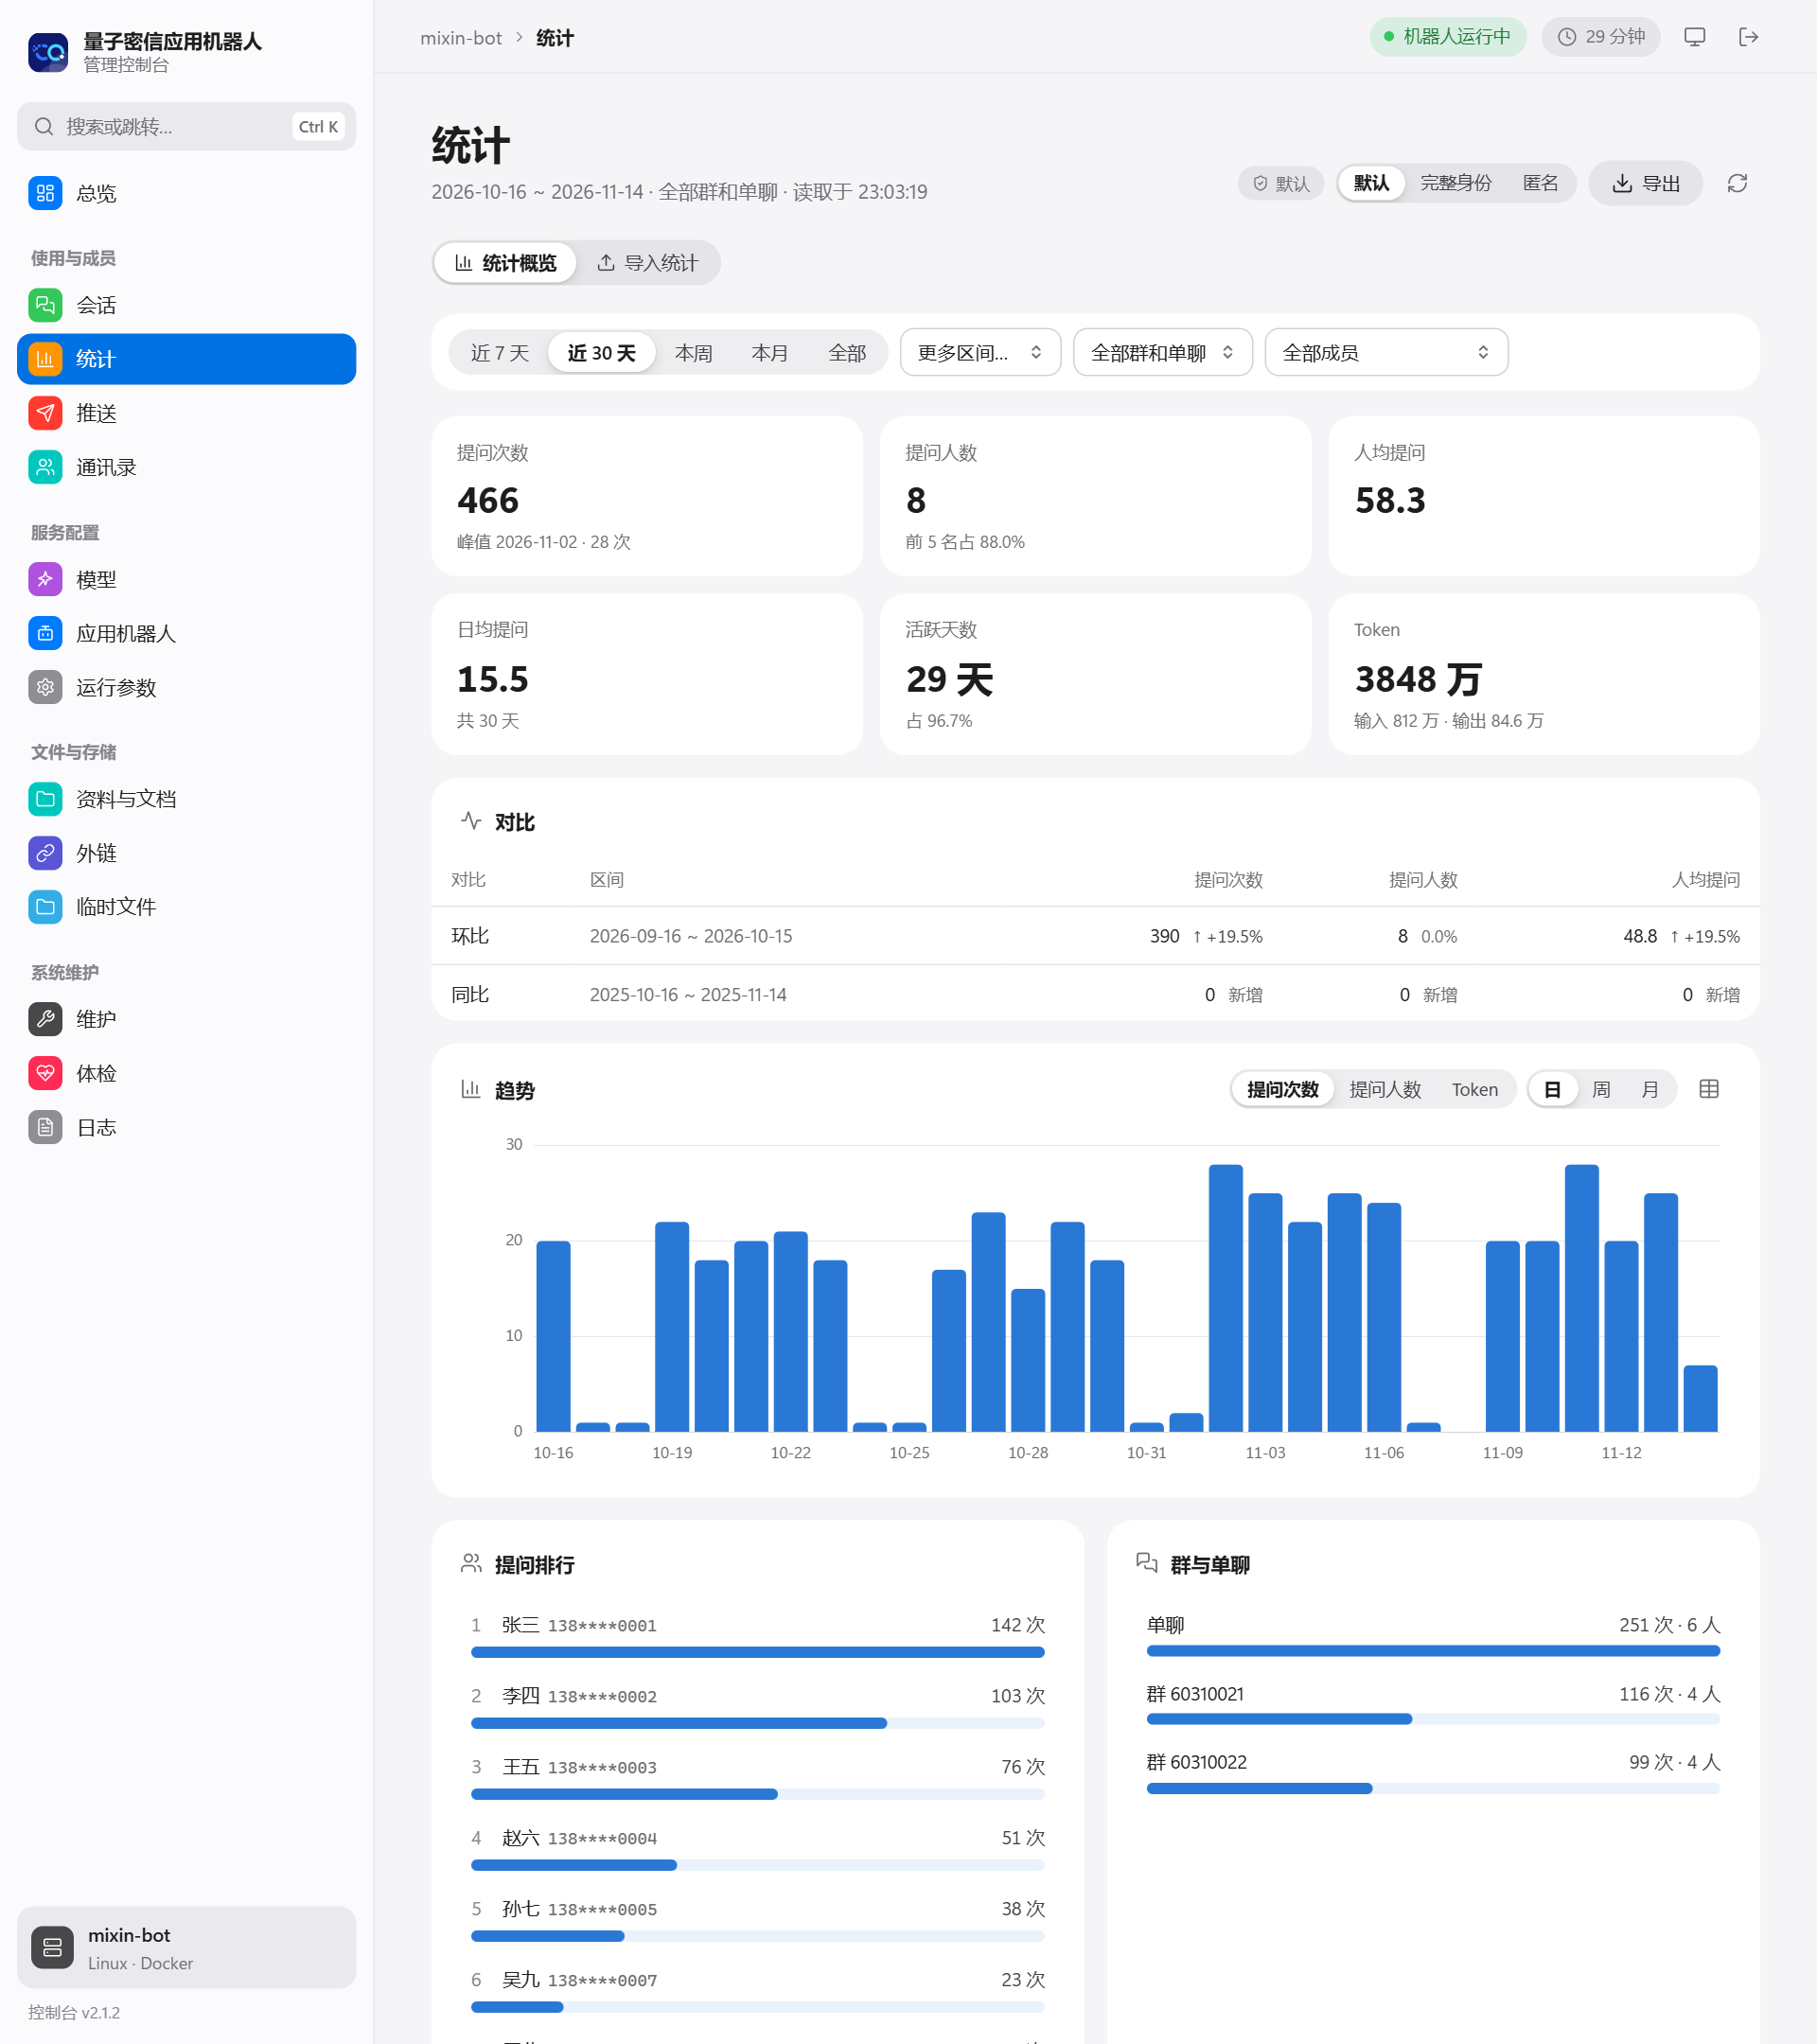 量子密信应用机器人
管理控制台
搜索或跳转... Ctrl K
总览
使用与成员
会话
统计
推送
通讯录
服务配置
模型
应用机器人
运行参数
文件与存储
资料与文档
外链
临时文件
系统维护
维护
体检
日志
mixin-bot
Linux · Docker
控制台 v2.1.2
mixin-bot > 统计
机器人运行中 29 分钟
统计
2026-10-16 ~ 2026-11-14 · 全部群和单聊 · 读取于 23:03:19
默认 默认 完整身份 匿名 导出
统计概览 导入统计
近 7 天 近 30 天 本周 本月 全部 更多区间... 全部群和单聊 全部成员
提问次数
466
峰值 2026-11-02 · 28 次
提问人数
8
前 5 名占 88.0%
人均提问
58.3
日均提问
15.5
共 30 天
活跃天数
29 天
占 96.7%
Token
3848 万
输入 812 万 · 输出 84.6 万
对比
对比 区间 提问次数 提问人数 人均提问
环比 2026-09-16 ~ 2026-10-15 390 ↑ +19.5% 8 0.0% 48.8 ↑ +19.5%
同比 2025-10-16 ~ 2025-11-14 0 新增 0 新增 0 新增
趋势 提问次数 提问人数 Token 日 周 月
30
20
10
0
10-16 10-19 10-22 10-25 10-28 10-31 11-03 11-06 11-09 11-12
提问排行
1 张三 138****0001 142 次
2 李四 138****0002 103 次
3 王五 138****0003 76 次
4 赵六 138****0004 51 次
5 孙七 138****0005 38 次
6 吴九 138****0007 23 次
群与单聊
单聊 251 次 · 6 人
群 60310021 116 次 · 4 人
群 60310022 99 次 · 4 人